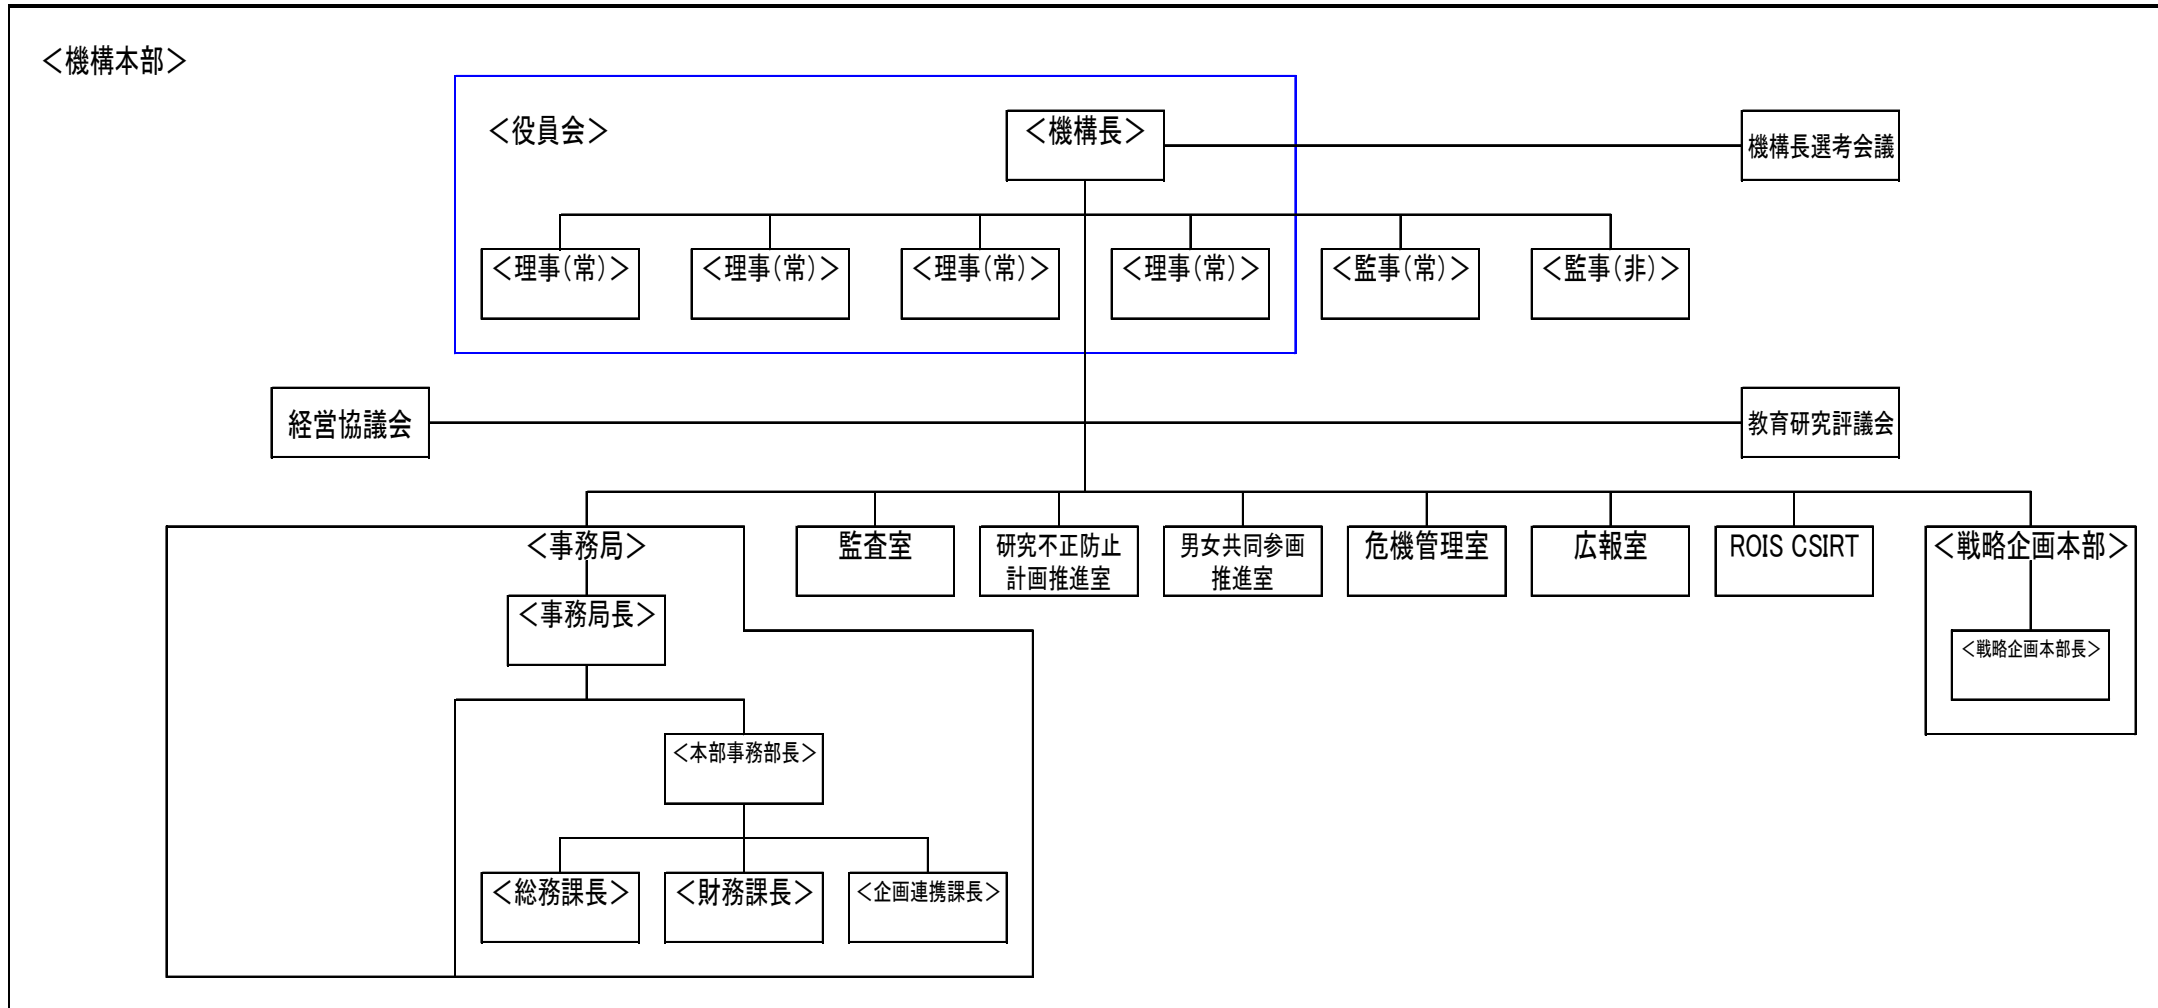 ＜機構本部＞
＜役員会＞
＜機構長＞
機構長選考会議
＜理事(常)＞
＜理事(常)＞
＜理事(常)＞
＜理事(常)＞
＜監事(常)＞
＜監事(非)＞
経営協議会
教育研究評議会
＜事務局＞
監査室
研究不正防止
計画推進室
男女共同参画
推進室
危機管理室
広報室
ROIS CSIRT
＜戦略企画本部＞
＜事務局長＞
＜戦略企画本部長＞
＜本部事務部長＞
＜総務課長＞
＜財務課長＞
＜企画連携課長＞